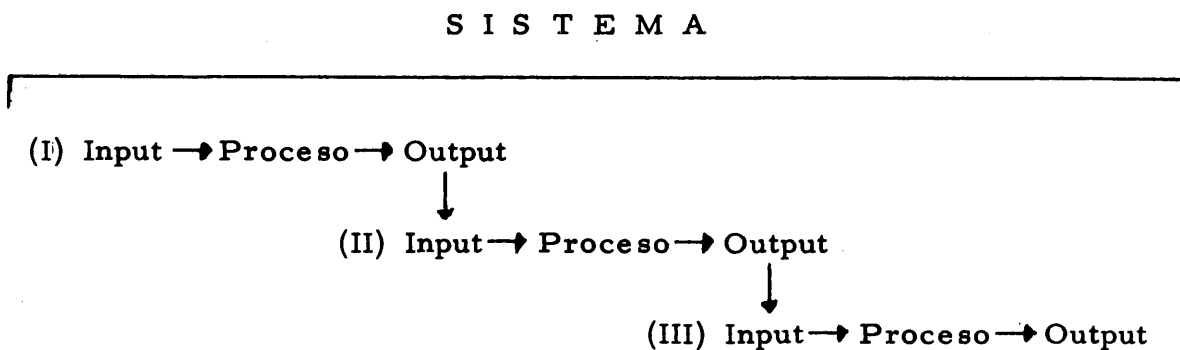 S I S T E M A
(I) Input → Proceso → Output
(II) Input → Proceso → Output
(III) Input → Proceso → Output